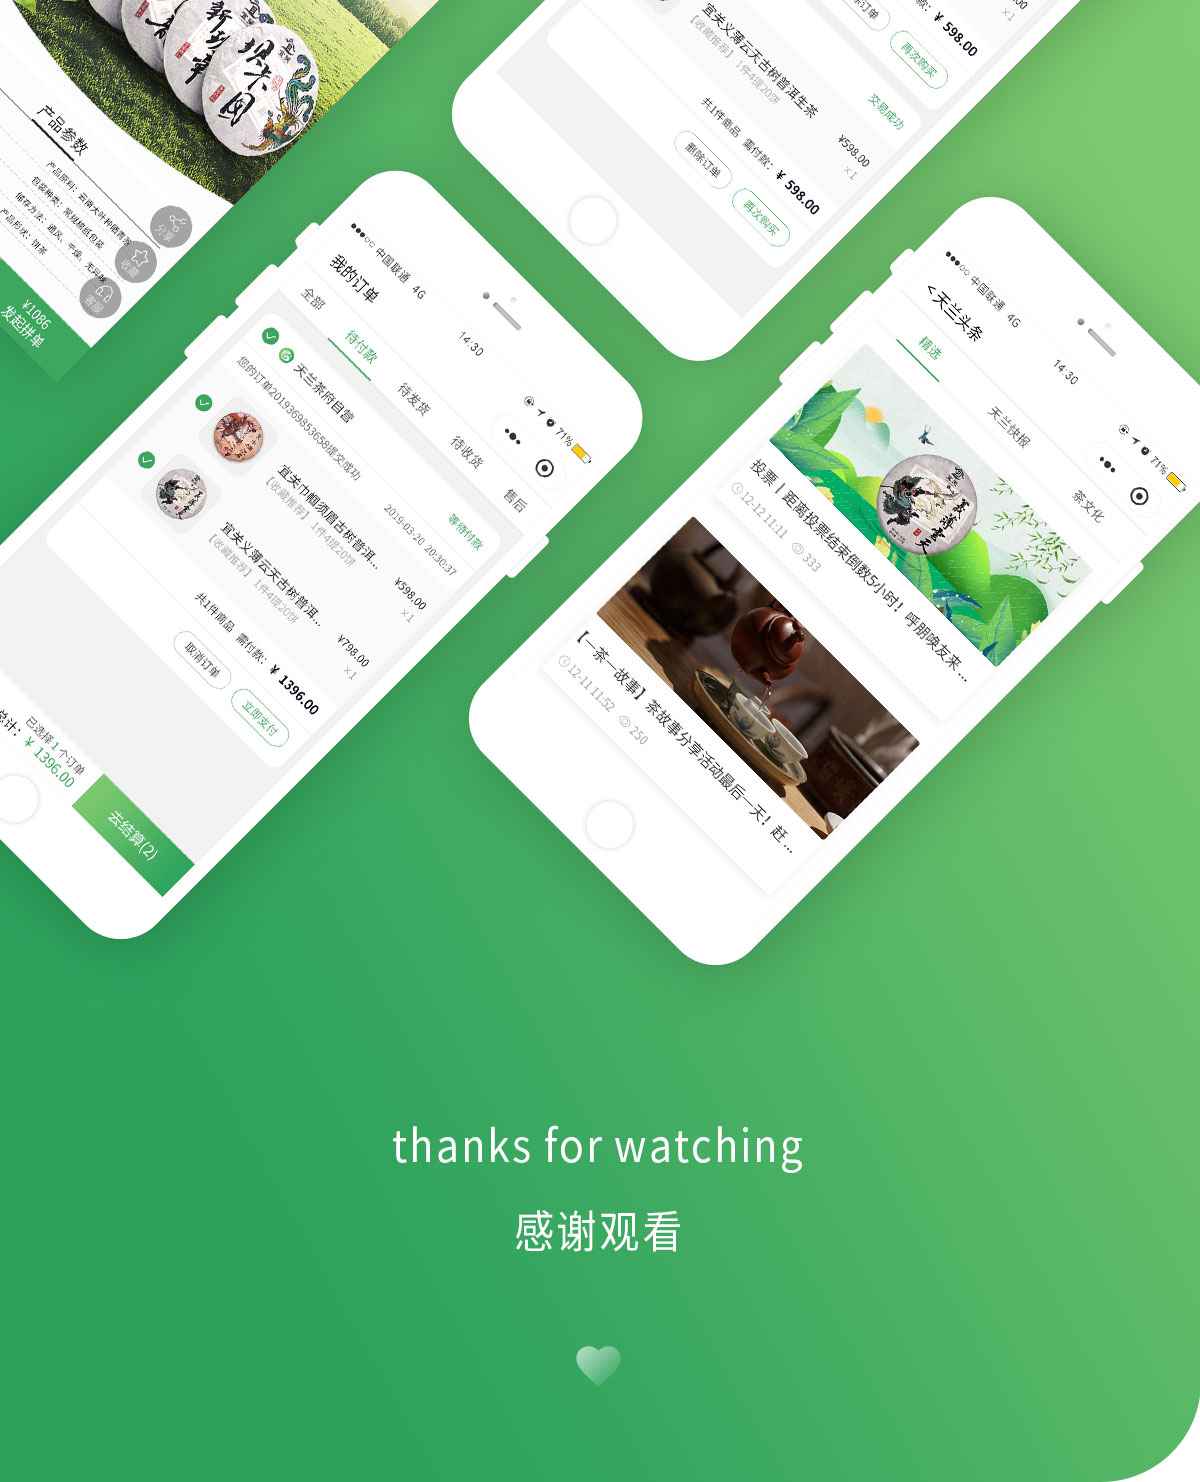 产品参数
产品原料：云南大叶种晒青茶
包装种类：常规棉纸包装
储存方法：通风、干燥、无异味
产品形状：饼茶
分享
收藏
客服
¥1086
发起拼单
¥ 598.00
×1
再次购买
交易成功
宜关义薄云天古树普洱生茶
【收藏推荐】1件4提20饼
¥598.00
×1
共1件商品 需付款：¥ 598.00
删除订单
再次购买
中国联通 4G
14:30
71%
我的订单
全部
待付款
待发货
待收货
售后
天兰茶府自营
等待付款
您的订单2019369853658提交成功
2019-03-20 20:30:37
宜关巾帼须眉古树普洱...
【收藏推荐】1件4提20饼
¥598.00
×1
宜关义薄云天古树普洱...
【收藏推荐】1件4提20饼
¥798.00
×1
共1件商品 需付款：¥ 1396.00
取消订单
立即支付
已选择 1 个订单
总计：¥ 1396.00
去结算(2)
中国联通 4G
14:30
71%
<天兰头条
精选
天兰快报
茶文化
投票丨距离投票结束倒数5小时！呼朋唤友来 ...
12-12 11:11
333
【一茶一故事】茶故事分享活动最后一天！赶 ...
12-11 11:52
250
thanks for watching
感谢观看